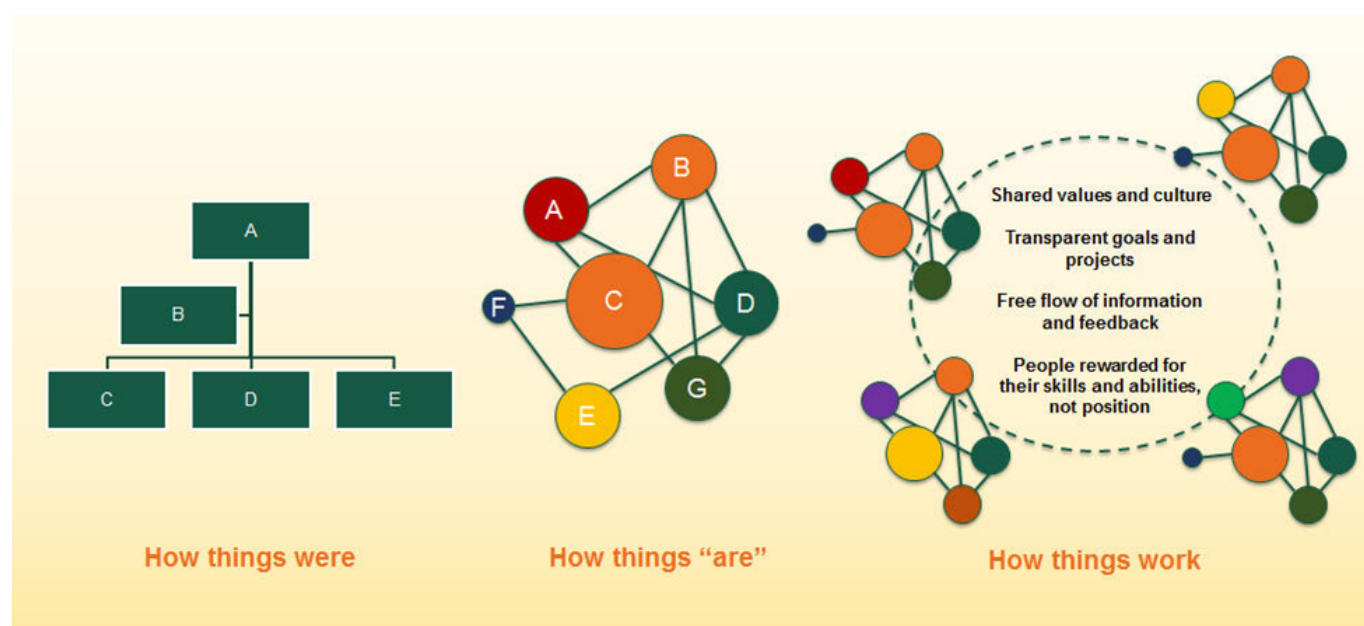 A
B
C
D
E
How things were
A
B
C
D
F
E
G
How things “are”
Shared values and culture
Transparent goals and
projects
Free flow of information
and feedback
People rewarded for
their skills and abilities,
not position
How things work